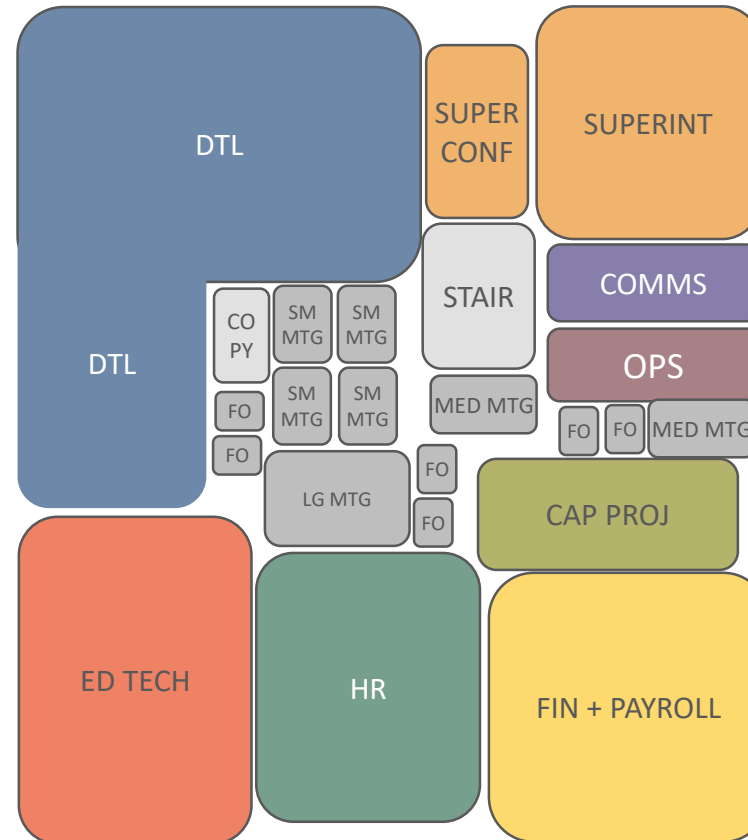 DTL
SUPER
CONF
SUPERINT
STAIR
COMMS
CO
PY
SM
MTG
SM
MTG
OPS
DTL
SM
MTG
SM
MTG
MED MTG
FO
FO
FO
FO
MED MTG
FO
LG MTG
FO
CAP PROJ
ED TECH
HR
FIN + PAYROLL